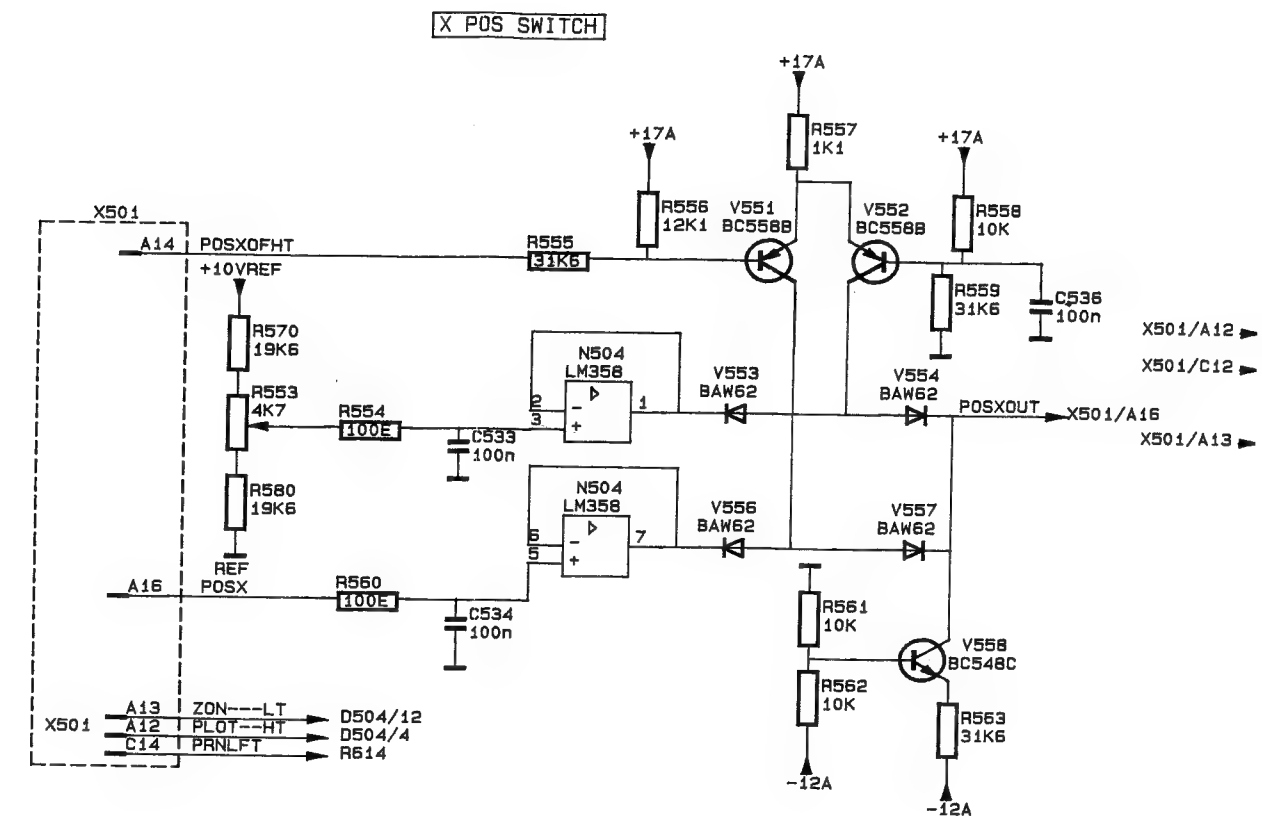 X POS SWITCH
+17A
R557
1K1
+17A
+17A
R556
12K1
V551
BC558B
V552
BC558B
R558
10K
X501
A14
POSXOFHT
R555
31K6
+10VREF
R559
31K6
C536
100n
X501/A12
X501/C12
R570
19K6
N504
LM358
V553
BAW62
V554
BAW62
POSXOUT
X501/A16
X501/A13
R553
4K7
R554
100E
2
-
3
+
1
C533
100n
R580
19K6
N504
LM358
V556
BAW62
V557
BAW62
6
-
5
+
7
REF
A16
POSX
R560
100E
C534
100n
R561
10K
V558
BC548C
R562
10K
R563
31K6
X501
A13
ZON---LT
D504/12
A12
PLOT--HT
D504/4
C14
PRNLFT
R614
-12A
-12A